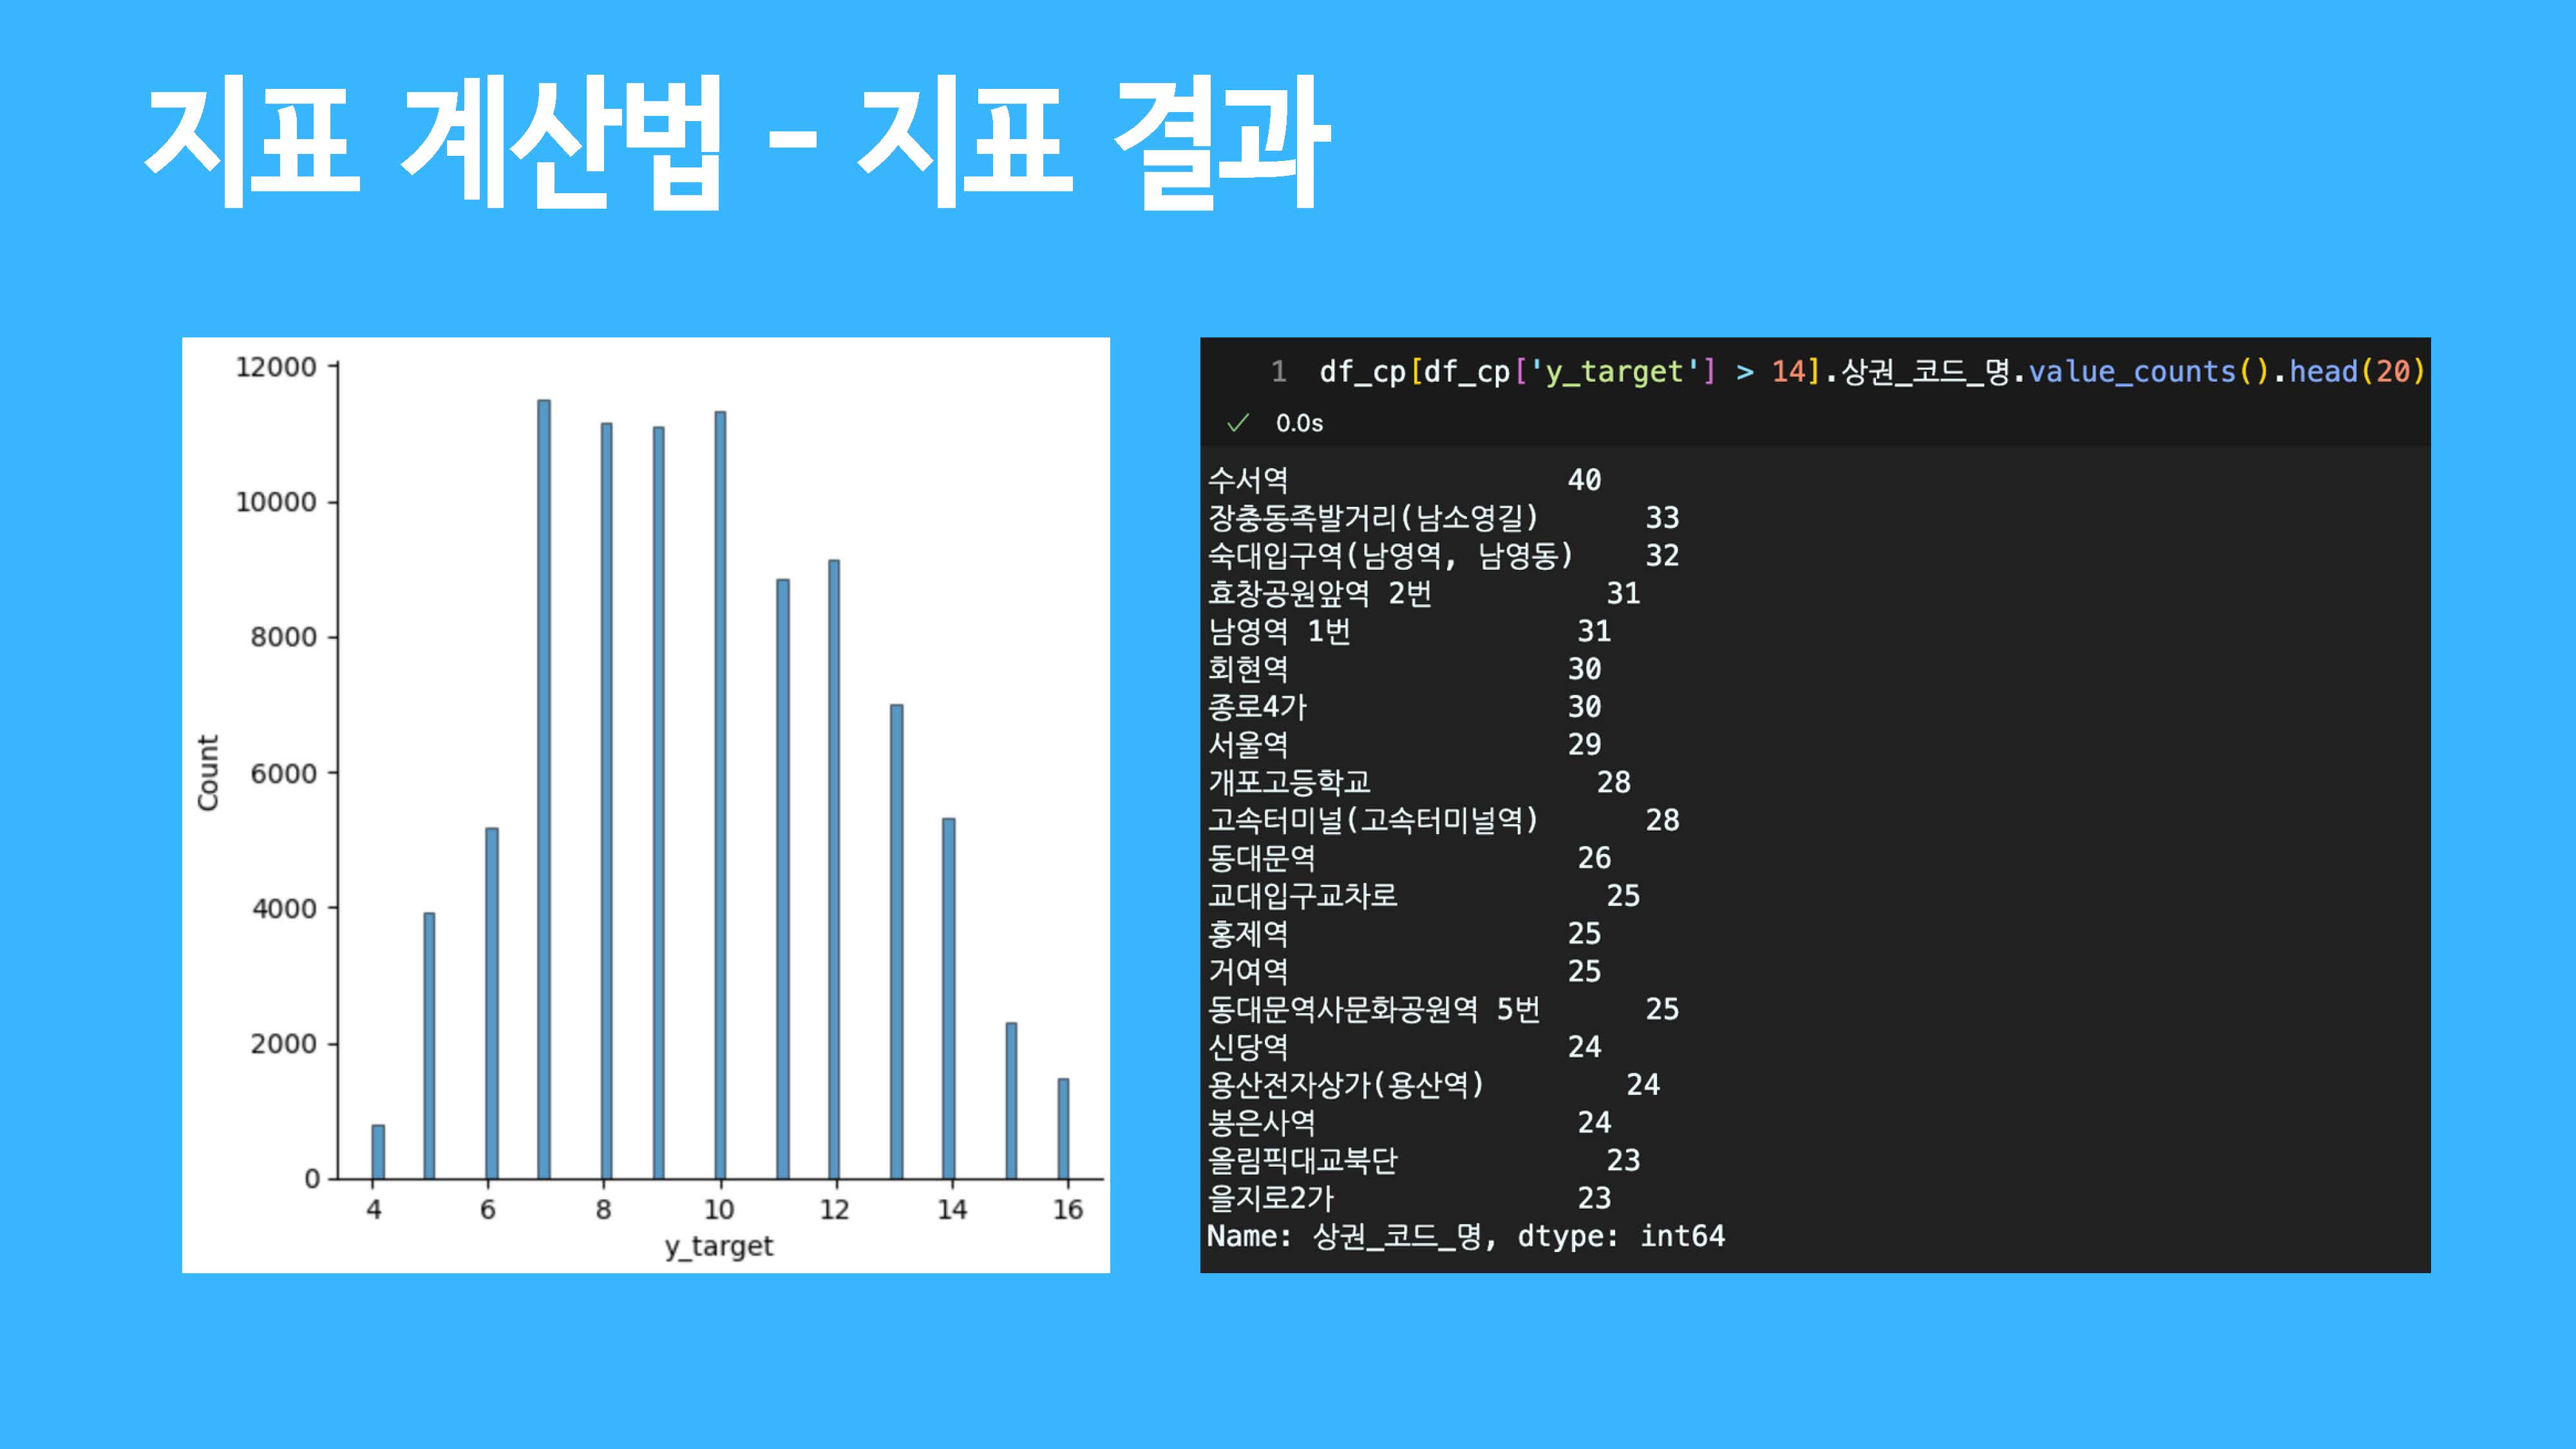 지표 계산법 - 지표 결과
12000
10000
8000
6000
4000
2000
0
Count
4 6 8 10 12 14 16
y_target
1 df_cp[df_cp['y_target'] > 14].상권_코드_명.value_counts().head(20)
✓ 0.0s
수서역 40
장충동족발거리(남소영길) 33
숙대입구역(남영역, 남영동) 32
효창공원앞역 2번 31
남영역 1번 31
회현역 30
종로4가 30
서울역 29
개포고등학교 28
고속터미널(고속터미널역) 28
동대문역 26
교대입구교차로 25
홍제역 25
거여역 25
동대문역사문화공원역 5번 25
신당역 24
용산전자상가(용산역) 24
봉은사역 24
올림픽대교북단 23
을지로2가 23
Name: 상권_코드_명, dtype: int64